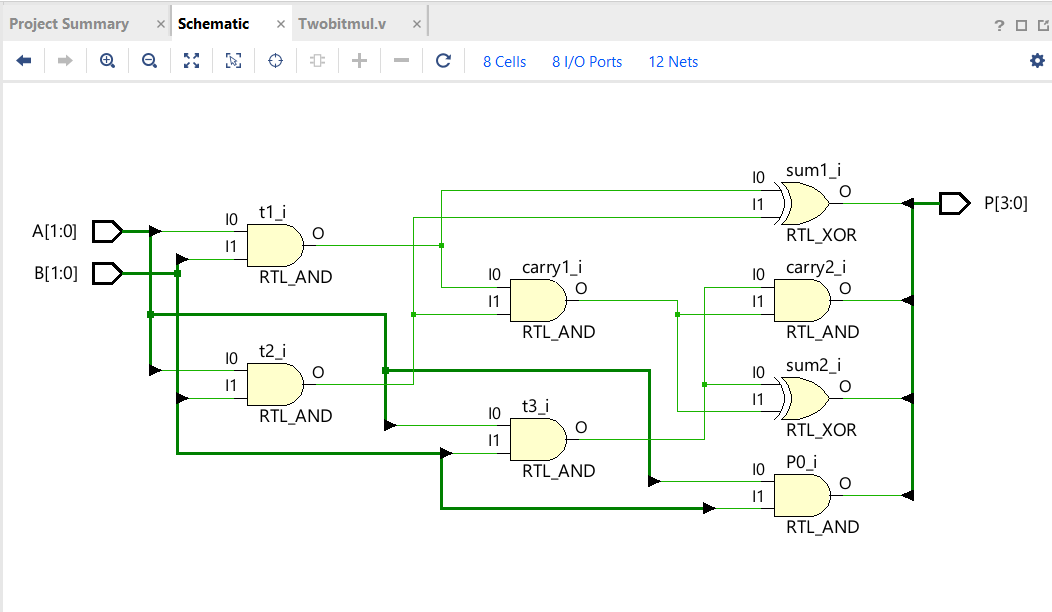 Project Summary × Schematic × Twobitmul.v ×
?
8 Cells 8 I/O Ports 12 Nets
sum1_i
I0 O
I1
RTL_XOR
P[3:0]
t1_i
I0 O
I1
RTL_AND
A[1:0]
B[1:0]
carry1_i
I0 O
I1
RTL_AND
carry2_i
I0 O
I1
RTL_AND
t2_i
I0 O
I1
RTL_AND
sum2_i
I0 O
I1
RTL_XOR
t3_i
I0 O
I1
RTL_AND
P0_i
I0 O
I1
RTL_AND